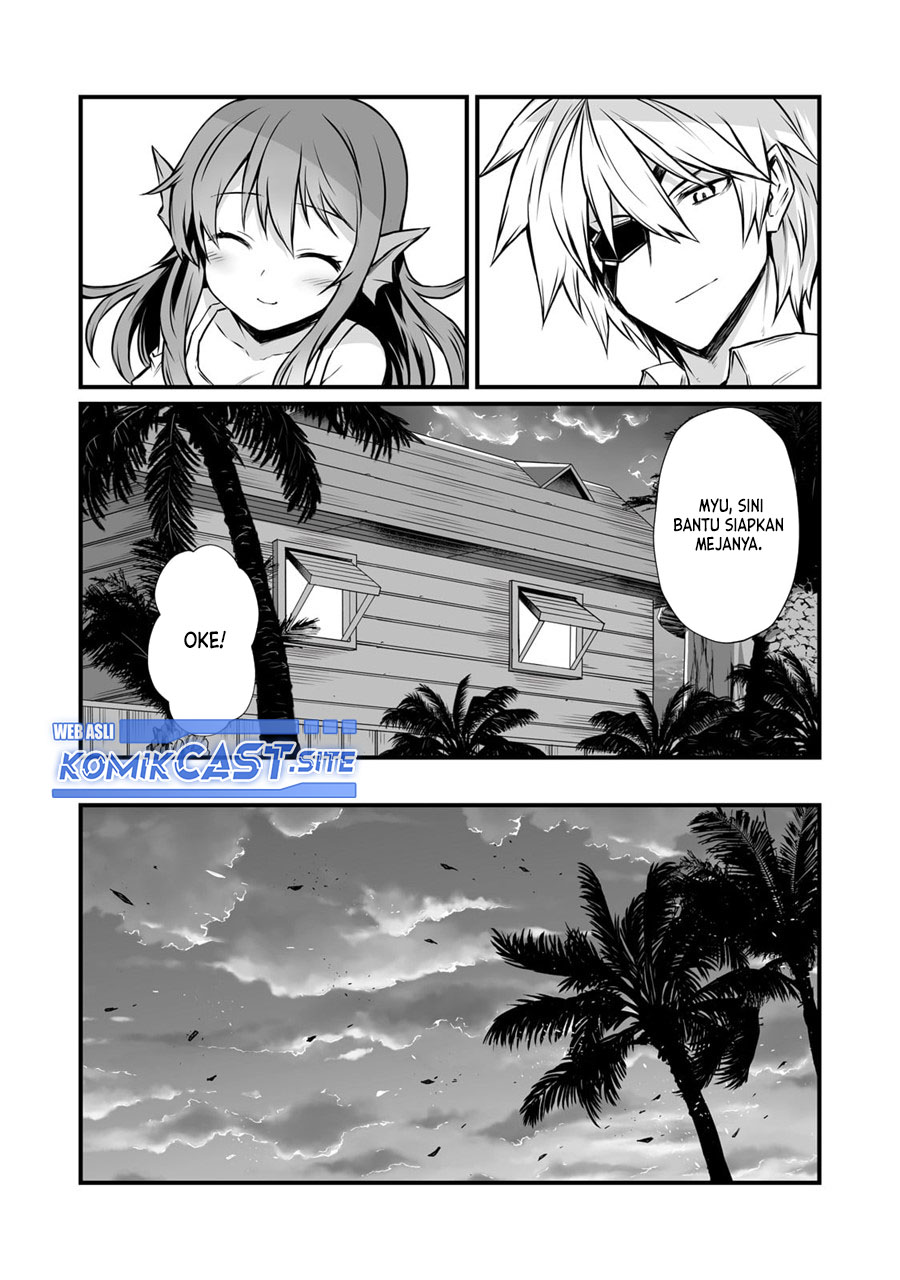 MYU, SINI
BANTU SIAPKAN
MEJANYA.
OKE!
WEB ASLI
KOMIKCAST.SITE